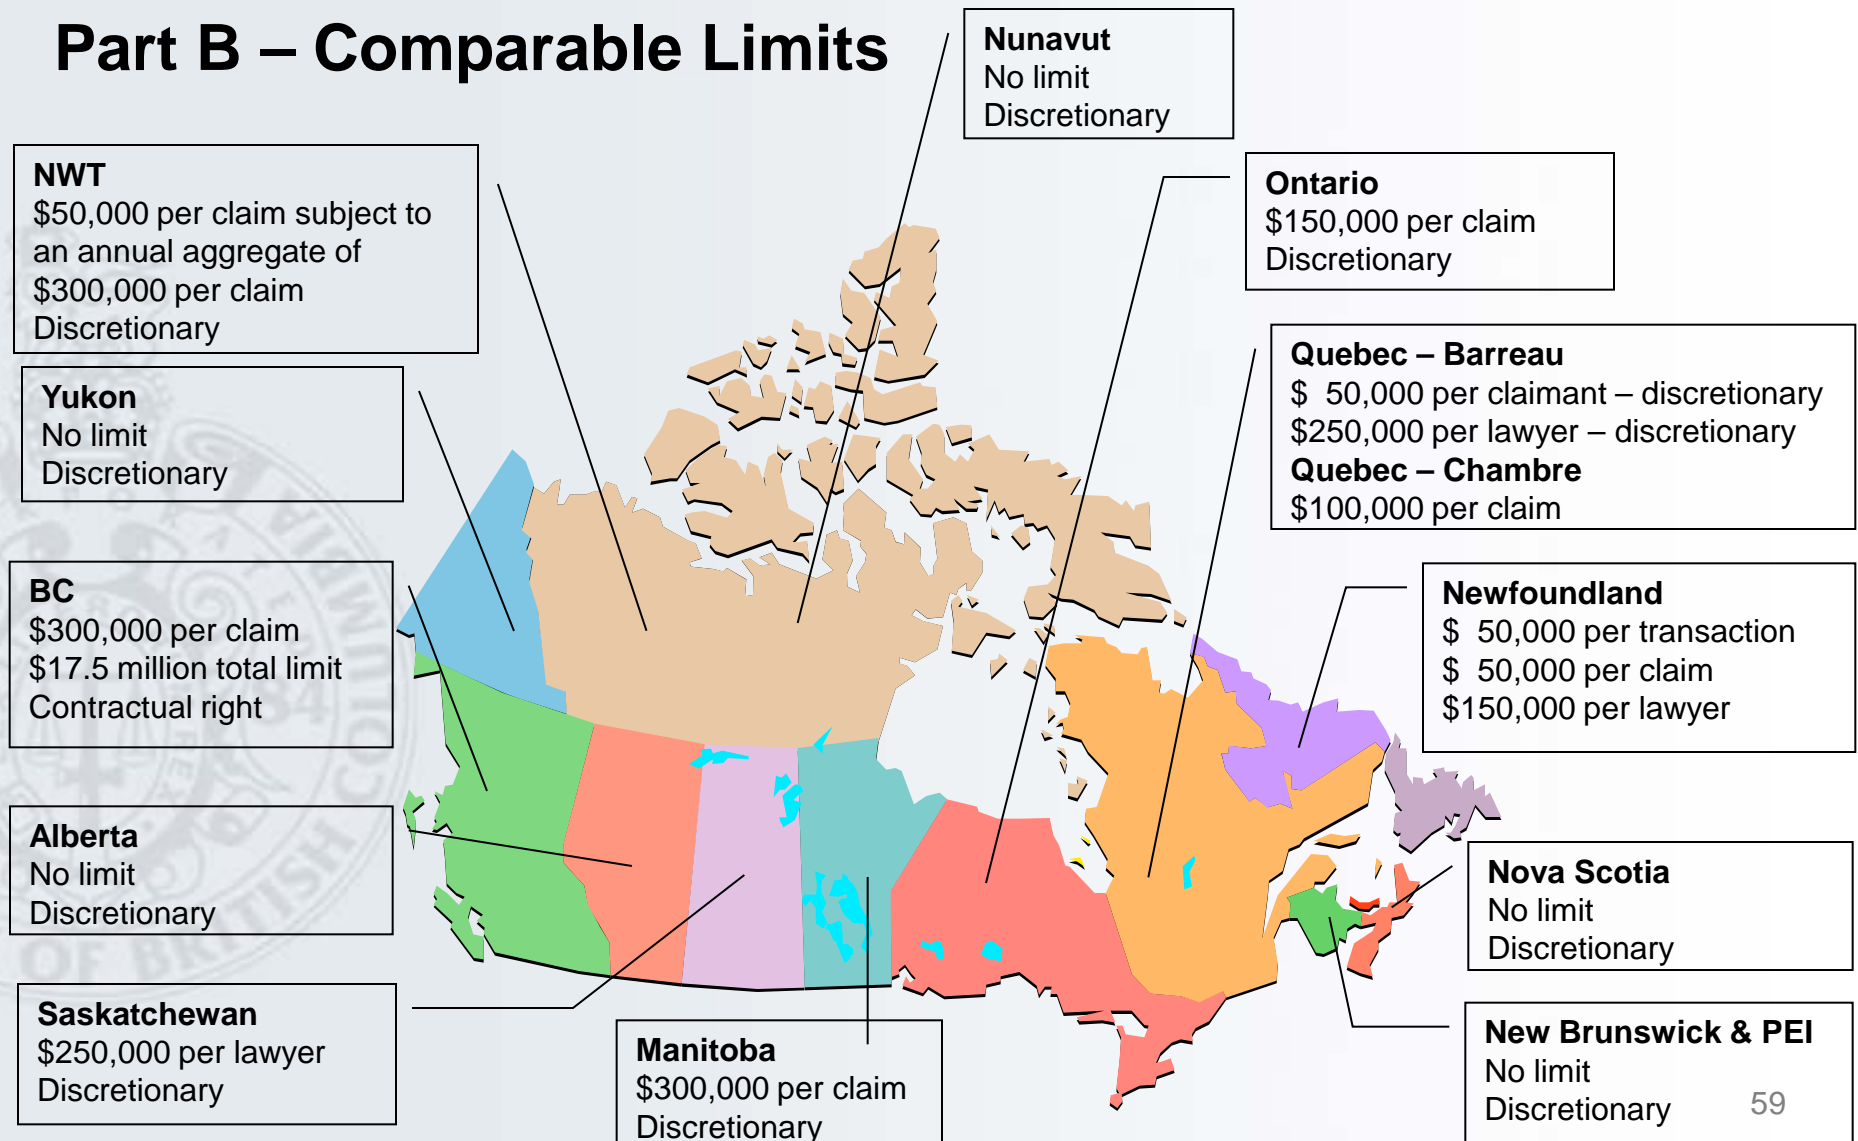 Part B – Comparable Limits
Nunavut
No limit
Discretionary
NWT
$50,000 per claim subject to
an annual aggregate of
$300,000 per claim
Discretionary
Ontario
$150,000 per claim
Discretionary
Yukon
No limit
Discretionary
Quebec – Barreau
$ 50,000 per claimant – discretionary
$250,000 per lawyer – discretionary
Quebec – Chambre
$100,000 per claim
BC
$300,000 per claim
$17.5 million total limit
Contractual right
Newfoundland
$ 50,000 per transaction
$ 50,000 per claim
$150,000 per lawyer
Alberta
No limit
Discretionary
Nova Scotia
No limit
Discretionary
Saskatchewan
$250,000 per lawyer
Discretionary
Manitoba
$300,000 per claim
Discretionary
New Brunswick & PEI
No limit
Discretionary
59
OF BRITISH COLUMBIA